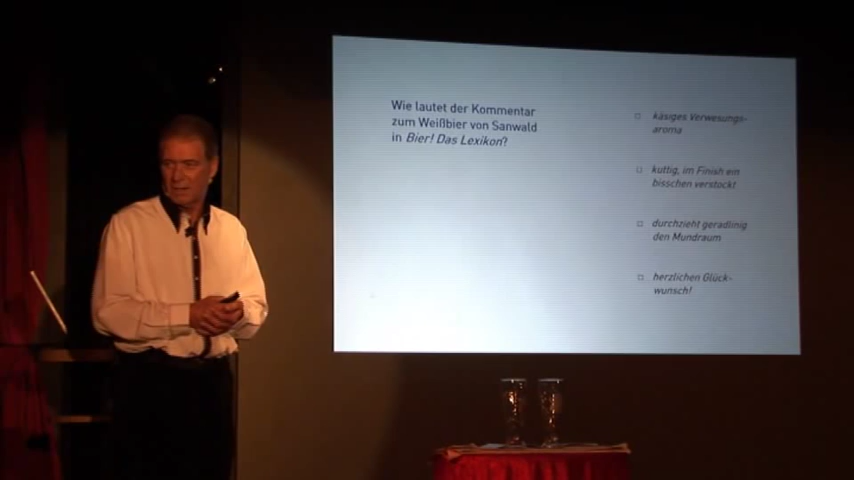 Wie lautet der Kommentar
zum Weißbier von Sanwald
in Bier! Das Lexikon?
käsiges Verwesungs-
aroma
kuttig, im Finish ein
bisschen verstockt
durchzieht geradlinig
den Mundraum
herzlichen Glück-
wunsch!